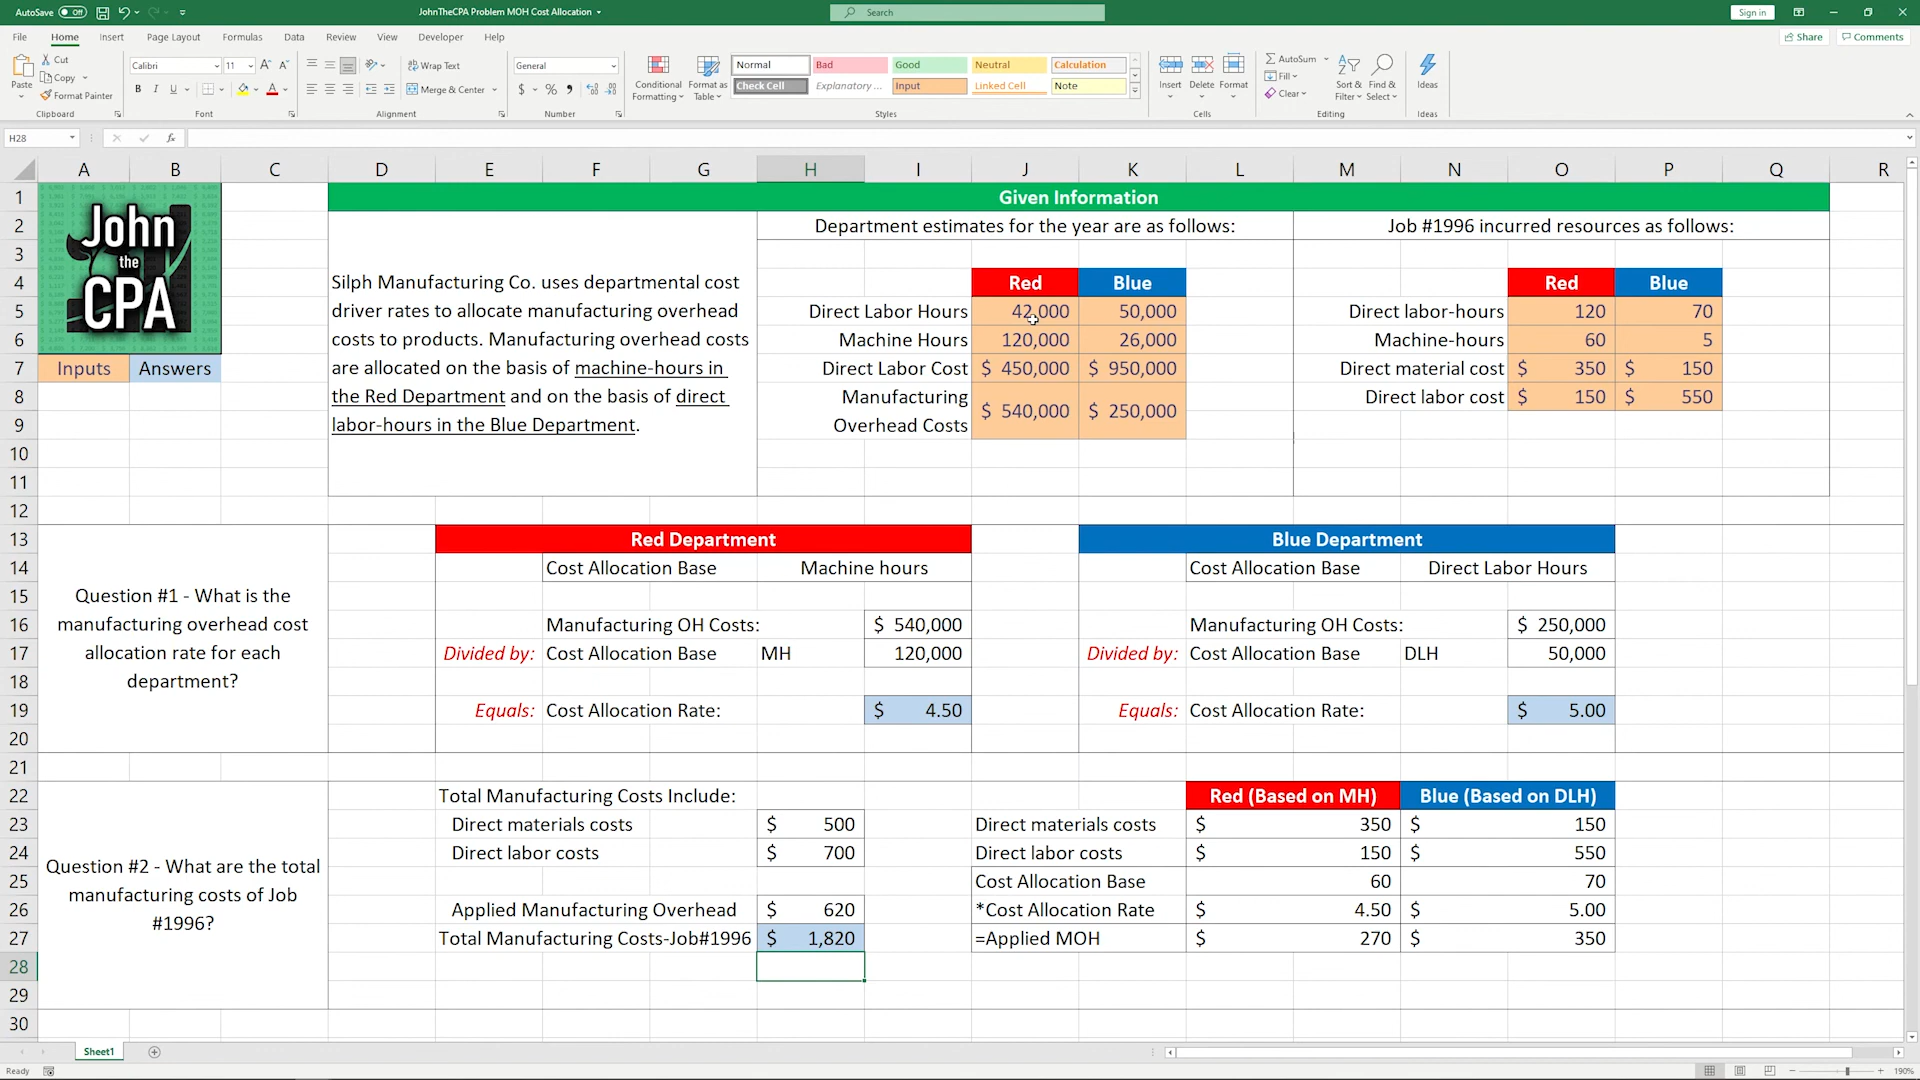 AutoSave Off JohnTheCPA Problem MOH Cost Allocation Search Sign in
File Home Insert Page Layout Formulas Data Review View Developer Help Share Comments
Paste Cut Copy Format Painter Clipboard
Calibri 11 A A B I U A Font
Wrap Text Merge & Center Alignment
General $ % Number
Conditional Formatting Format as Table
Normal Bad Good Neutral Calculation
Check Cell Explanatory ... Input Linked Cell Note
Styles
Insert Delete Format Cells
AutoSum Fill Clear Sort & Filter Find & Select Editing
Ideas Ideas
H28 fx
A B C D E F G H I J K L M N O P Q R
1 Given Information
2 Department estimates for the year are as follows: Job #1996 incurred resources as follows:
3
John the CPA
4 Silph Manufacturing Co. uses departmental cost Red Blue Red Blue
5 driver rates to allocate manufacturing overhead Direct Labor Hours 42,000 50,000 Direct labor-hours 120 70
6 costs to products. Manufacturing overhead costs Machine Hours 120,000 26,000 Machine-hours 60 5
7 Inputs Answers are allocated on the basis of machine-hours in Direct Labor Cost $ 450,000 $ 950,000 Direct material cost $ 350 $ 150
8 the Red Department and on the basis of direct Manufacturing $ 540,000 $ 250,000 Direct labor cost $ 150 $ 550
9 labor-hours in the Blue Department. Overhead Costs
10
11
12
13 Red Department Blue Department
14 Cost Allocation Base Machine hours Cost Allocation Base Direct Labor Hours
15 Question #1 - What is the
16 manufacturing overhead cost Manufacturing OH Costs: $ 540,000 Manufacturing OH Costs: $ 250,000
17 allocation rate for each Divided by: Cost Allocation Base MH 120,000 Divided by: Cost Allocation Base DLH 50,000
18 department?
19 Equals: Cost Allocation Rate: $ 4.50 Equals: Cost Allocation Rate: $ 5.00
20
21
22 Total Manufacturing Costs Include: Red (Based on MH) Blue (Based on DLH)
23 Direct materials costs $ 500 Direct materials costs $ 350 $ 150
24 Question #2 - What are the total Direct labor costs $ 700 Direct labor costs $ 150 $ 550
25 manufacturing costs of Job Cost Allocation Base 60 70
26 #1996? Applied Manufacturing Overhead $ 620 *Cost Allocation Rate $ 4.50 $ 5.00
27 Total Manufacturing Costs-Job#1996 $ 1,820 =Applied MOH $ 270 $ 350
28
29
30
Sheet1
Ready 190%